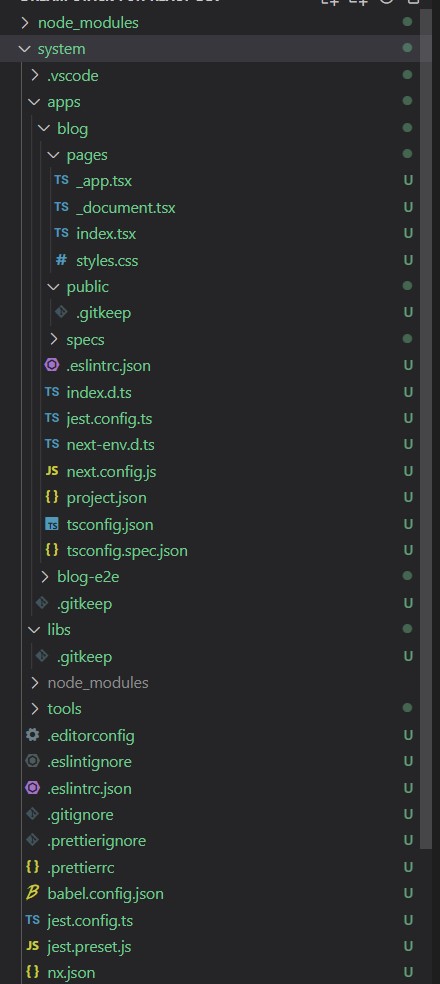 node_modules
system
.vscode
apps
blog
pages
TS _app.tsx U
TS _document.tsx U
TS index.tsx U
# styles.css U
public
.gitkeep U
specs
.eslintrc.json U
TS index.d.ts U
TS jest.config.ts U
TS next-env.d.ts U
JS next.config.js U
{} project.json U
TS tsconfig.json U
{} tsconfig.spec.json U
blog-e2e
.gitkeep U
libs
.gitkeep U
node_modules
tools
.editorconfig U
.eslintignore U
.eslintrc.json U
.gitignore U
.prettierignore U
{} .prettierrc U
babel.config.json U
TS jest.config.ts U
JS jest.preset.js U
{} nx.json U